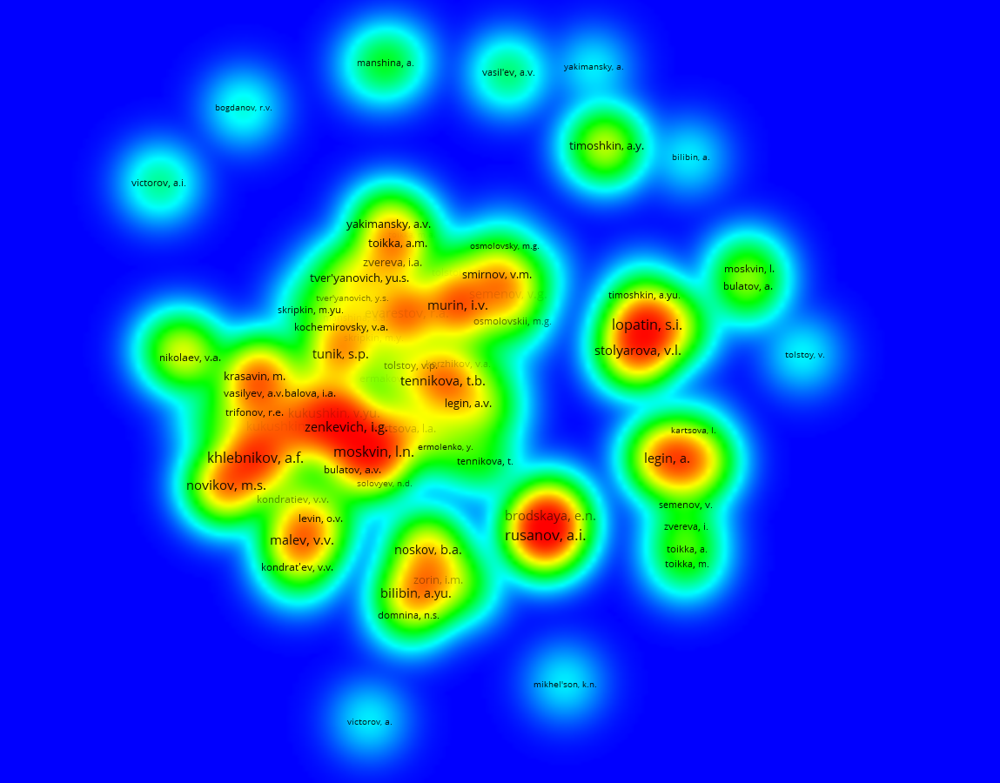 manshina, a.
vasil'ev, a.v.
yakimansky, a.
bogdanov, r.v.
timoshkin, a.y.
bilibin, a.
victorov, a.i.
yakimansky, a.v.
toikka, a.m.
osmolovsky, m.g.
zvereva, i.a.
moskvin, l.
smirnov, v.m.
tver'yanovich, yu.s.
bulatov, a.
semenov, v.g.
timoshkin, a.yu.
tver'yanovich, y.s.
murin, i.v.
skripkin, m.yu.
evarestov,
osmolovskii, m.g.
lopatin, s.i.
kochemirovsky, v.a.
stolyarova, v.l.
tunik, s.p.
tolstoy, v.
nikolaev, v.a.
tolstoy, v.p.
korzhikov, v.a.
krasavin, m.
tennikova, t.b.
vasilyev, a.v.
balova, i.a.
legin, a.v.
trifonov, r.e.
kukushkin, v.yu.
zenkevich, i.g.
kartsova, l.a.
kartsova, l.
ermolenko, y.
moskvin, l.n.
khlebnikov, a.f.
legin, a.
tennikova, t.
bulatov, a.v.
solovyev, n.d.
novikov, m.s.
kondratiev, v.v.
semenov, v.
levin, o.v.
brodskaya, e.n.
zvereva, i.
rusanov, a.i.
malev, v.v.
noskov, b.a.
toikka, a.
toikka, m.
kondrat'ev, v.v.
zorin, i.m.
bilibin, a.yu.
domnina, n.s.
mikhel'son, k.n.
victorov, a.